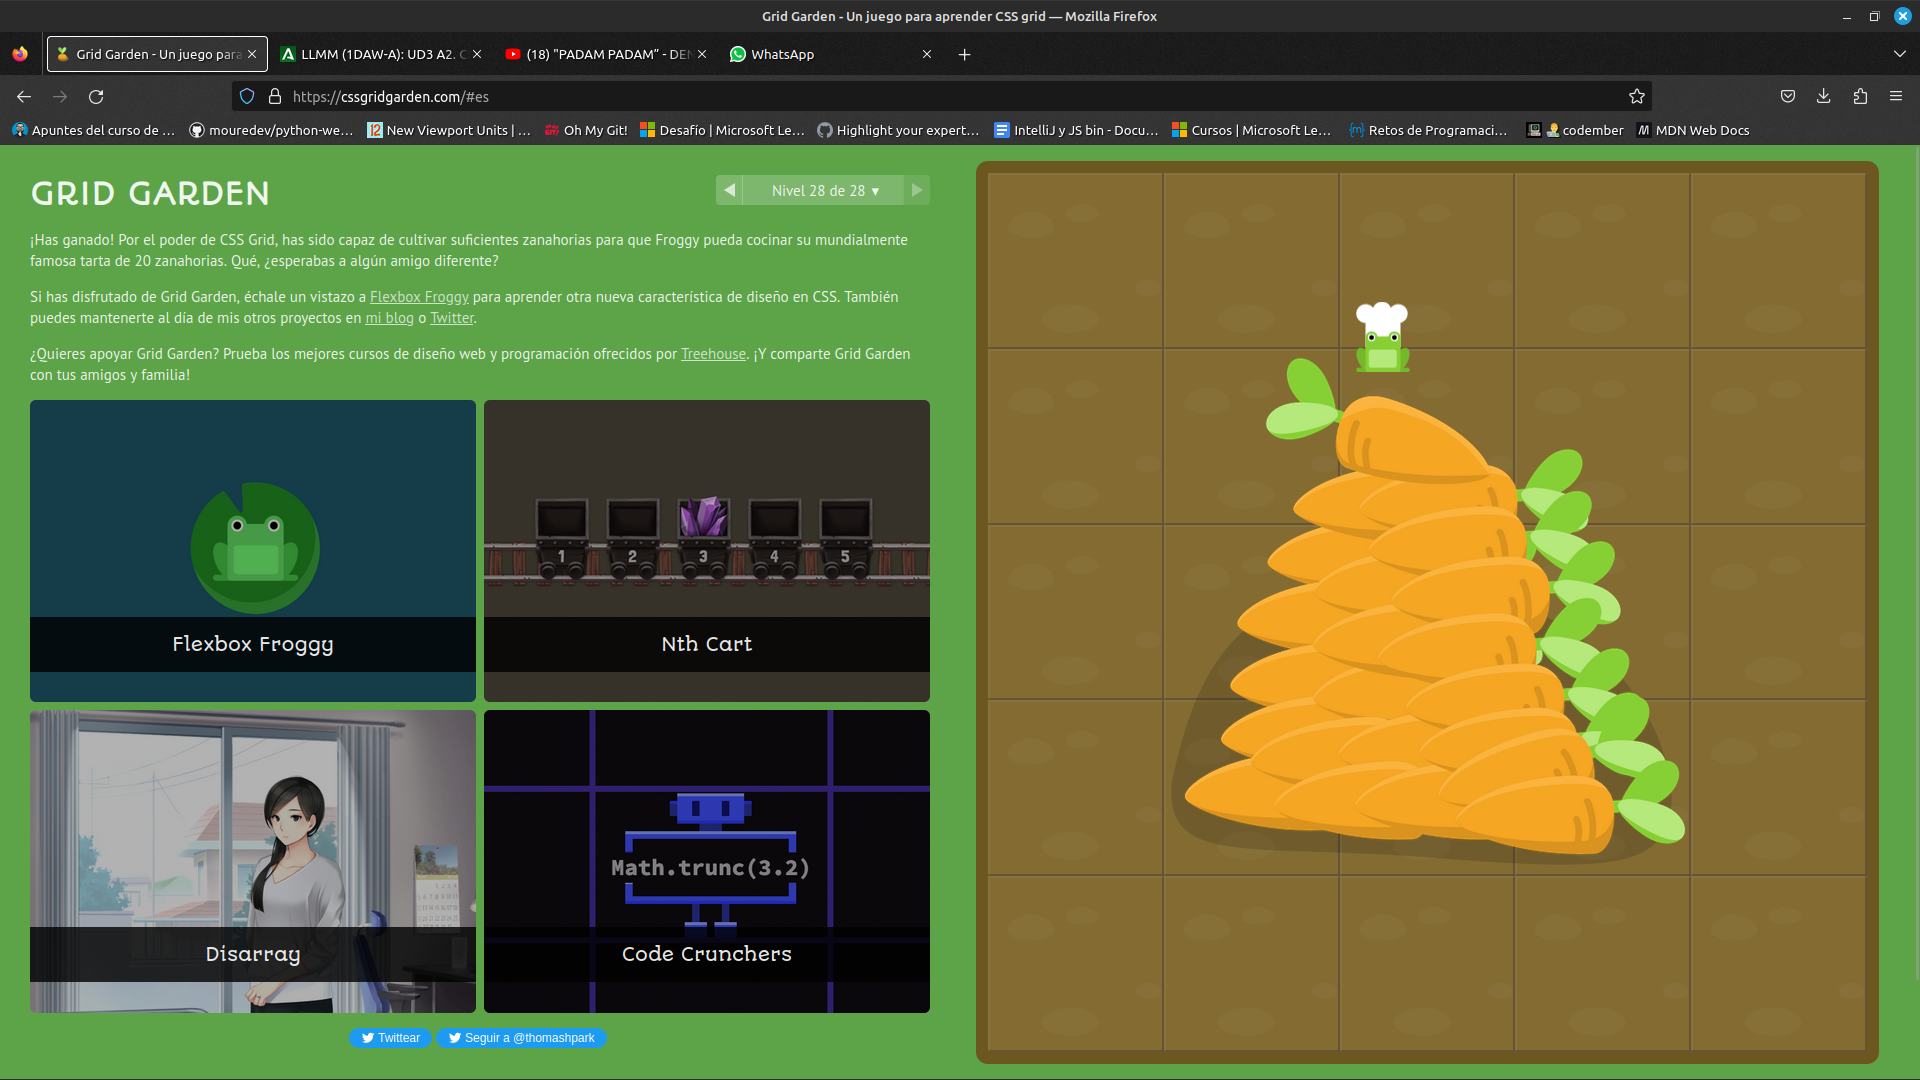 Grid Garden - Un juego para aprender CSS grid — Mozilla Firefox
Grid Garden - Un juego para
LLMM (1DAW-A): UD3 A2. C
(18) "PADAM PADAM" - DEN
WhatsApp
https://cssgridgarden.com/#es
Apuntes del curso de ...
mouredev/python-we...
New Viewport Units | ...
Oh My Git!
Desafío | Microsoft Le...
Highlight your expert...
IntelliJ y JS bin - Docu...
Cursos | Microsoft Le...
Retos de Programaci...
codember
MDN Web Docs
GRID GARDEN
Nivel 28 de 28 ▾
¡Has ganado! Por el poder de CSS Grid, has sido capaz de cultivar suficientes zanahorias para que Froggy pueda cocinar su mundialmente
famosa tarta de 20 zanahorias. Qué, ¿esperabas a algún amigo diferente?
Si has disfrutado de Grid Garden, échale un vistazo a Flexbox Froggy para aprender otra nueva característica de diseño en CSS. También
puedes mantenerte al día de mis otros proyectos en mi blog o Twitter.
¿Quieres apoyar Grid Garden? Prueba los mejores cursos de diseño web y programación ofrecidos por Treehouse. ¡Y comparte Grid Garden
con tus amigos y familia!
1 2 3 4 5
Flexbox Froggy
Nth Cart
Math.trunc(3.2)
Disarray
Code Crunchers
Twittear
Seguir a @thomashpark